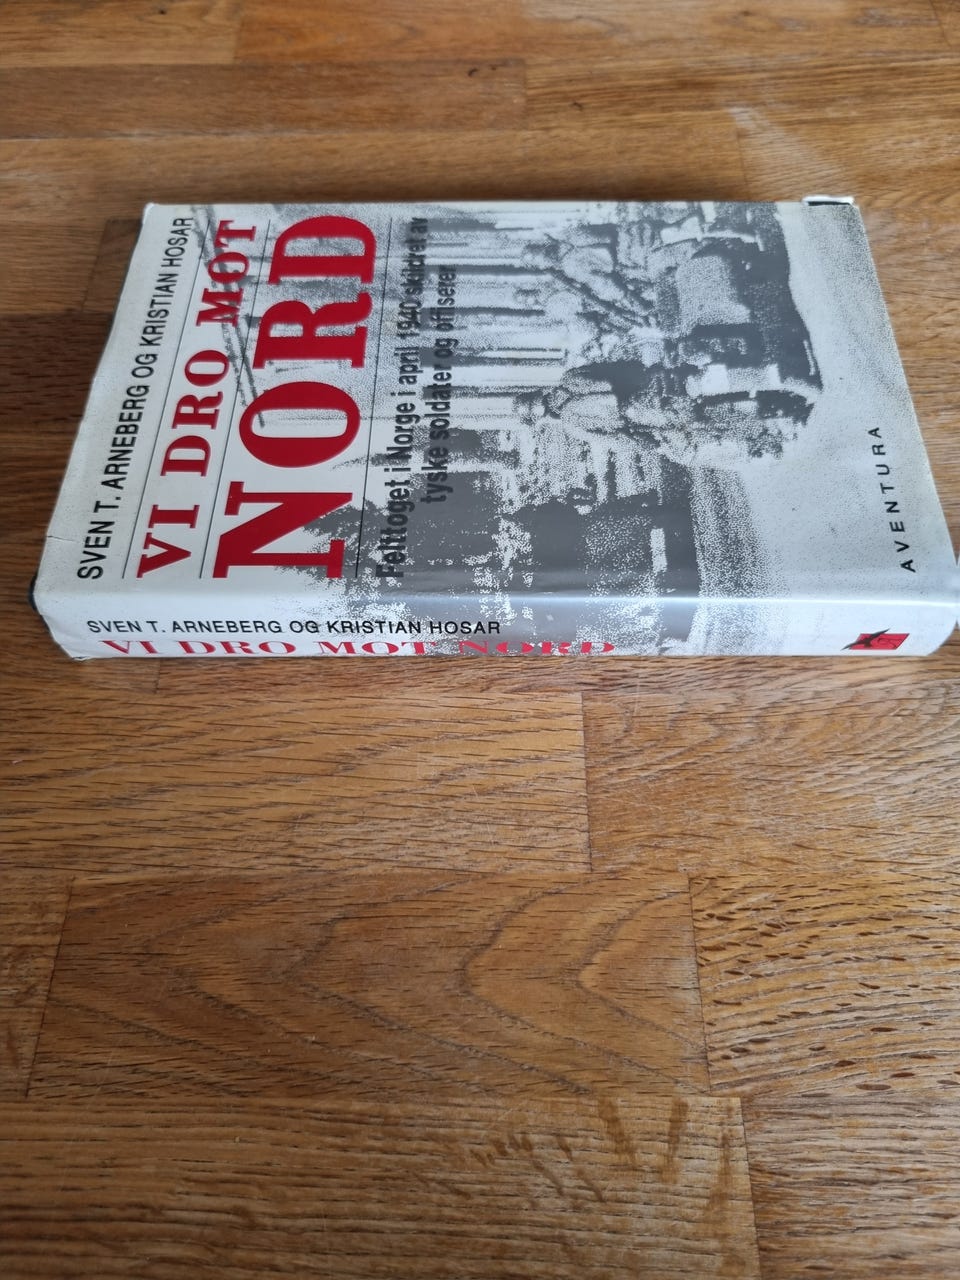 SVEN T. ARNEBERG OG KRISTIAN HOSAR
VI DRO MOT
NORD
Felttoget i Norge i april 1940 skildret av
tyske soldater og offiserer
AVENTURA
SVEN T. ARNEBERG OG KRISTIAN HOSAR
VI DRO MOT NORD